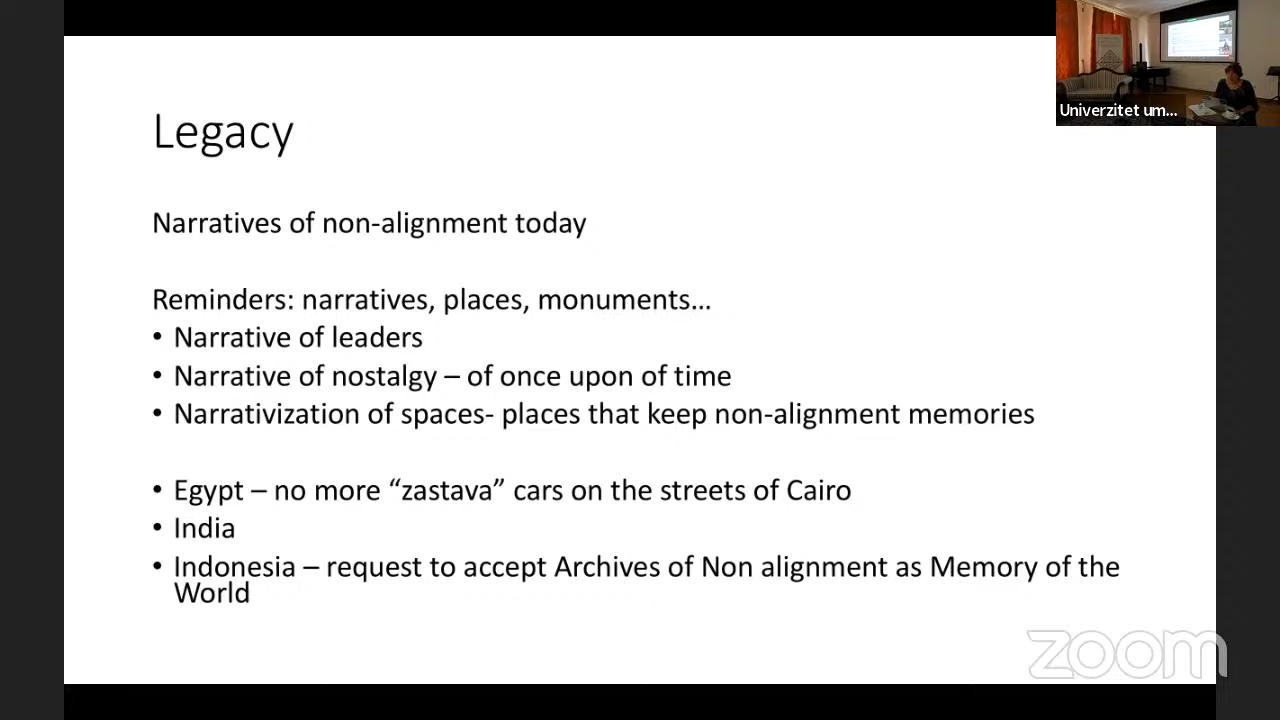 Legacy
Univerzitet um...
Narratives of non-alignment today
Reminders: narratives, places, monuments...
• Narrative of leaders
• Narrative of nostalgy – of once upon of time
• Narrativization of spaces- places that keep non-alignment memories
• Egypt – no more “zastava” cars on the streets of Cairo
• India
• Indonesia – request to accept Archives of Non alignment as Memory of the
World
zoom